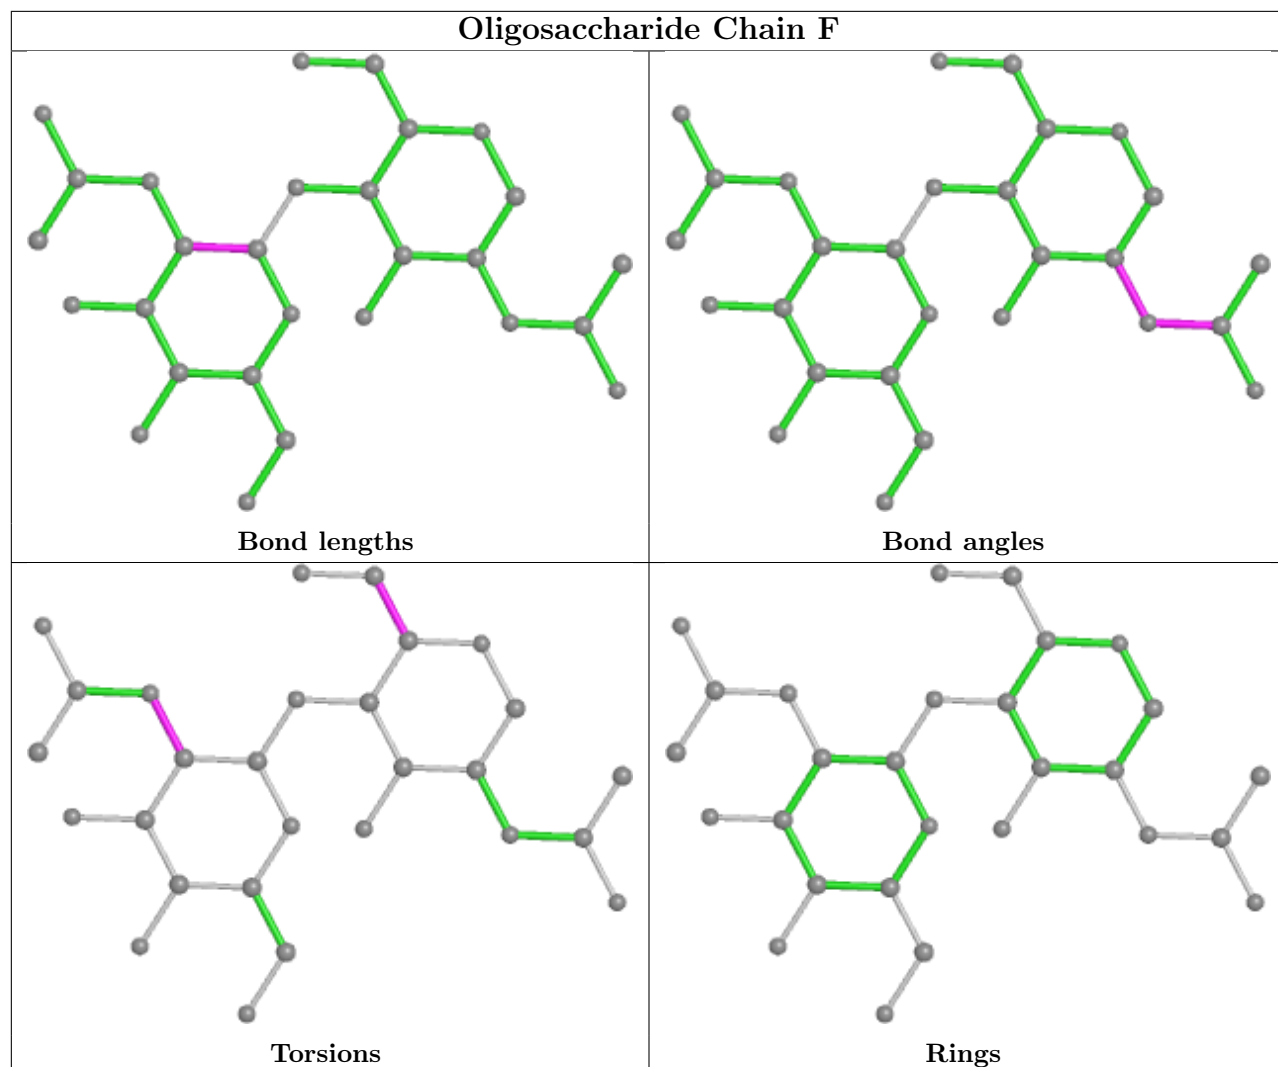 Oligosaccharide Chain F
Bond lengths
Bond angles
Torsions
Rings